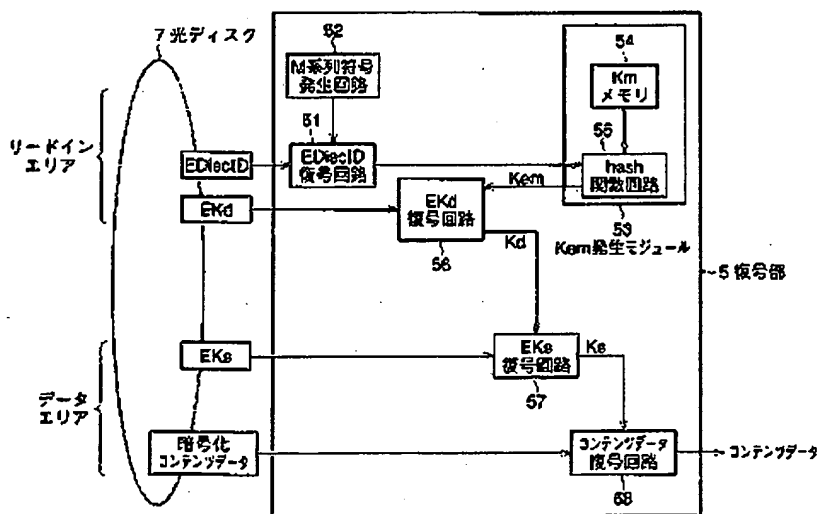 7光ディスク
リードイン
エリア
EDiscID
EKd
データ
エリア
EKs
暗号化
コンテンツデータ
52
M系列符号
発生回路
51
EDiscID
復号回路
54
Km
メモリ
55
hash
関数回路
53
Kem発生モジュール
Kem
EKd
復号回路
56
Kd
5復号部
EKs
復号回路
57
Ks
コンテンツデータ
復号回路
58
コンテンツデータ